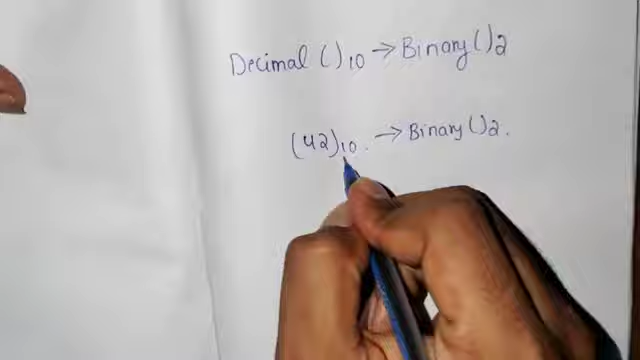 Decimal ()10 → Binary ()2
(42)10. → Binary ()2.